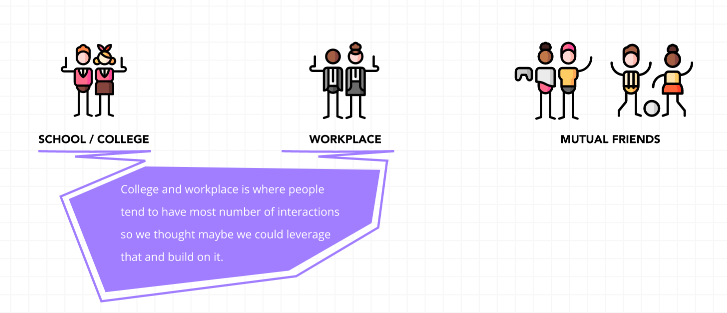 SCHOOL / COLLEGE
WORKPLACE
MUTUAL FRIENDS
College and workplace is where people
tend to have most number of interactions
so we thought maybe we could leverage
that and build on it.